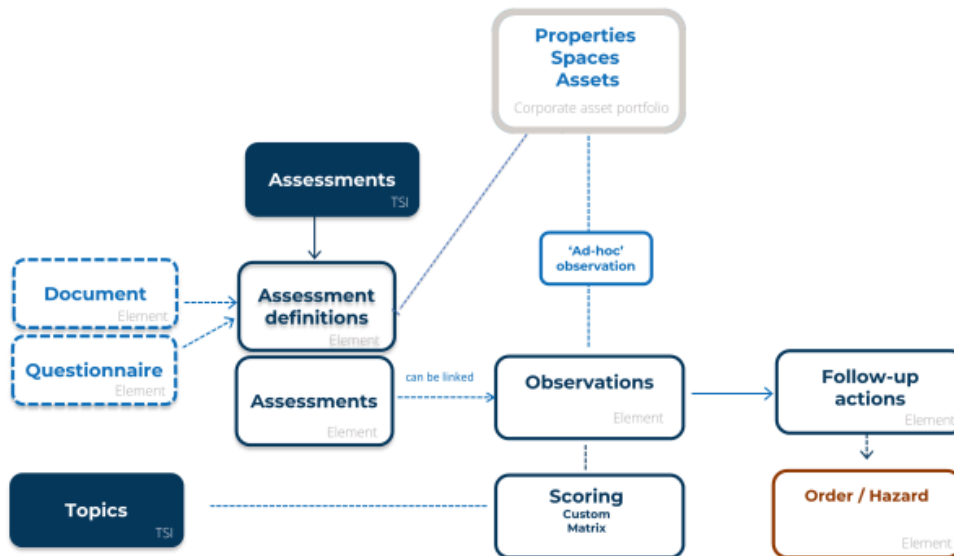 Properties
Spaces
Assets
Corporate asset portfolio
Assessments
TSI
'Ad-hoc'
observation
Document
Element
Assessment
definitions
Element
Questionnaire
Element
Assessments
Element
can be linked
Observations
Element
Follow-up
actions
Element
Topics
TSI
Scoring
Custom
Matrix
Order / Hazard
Element